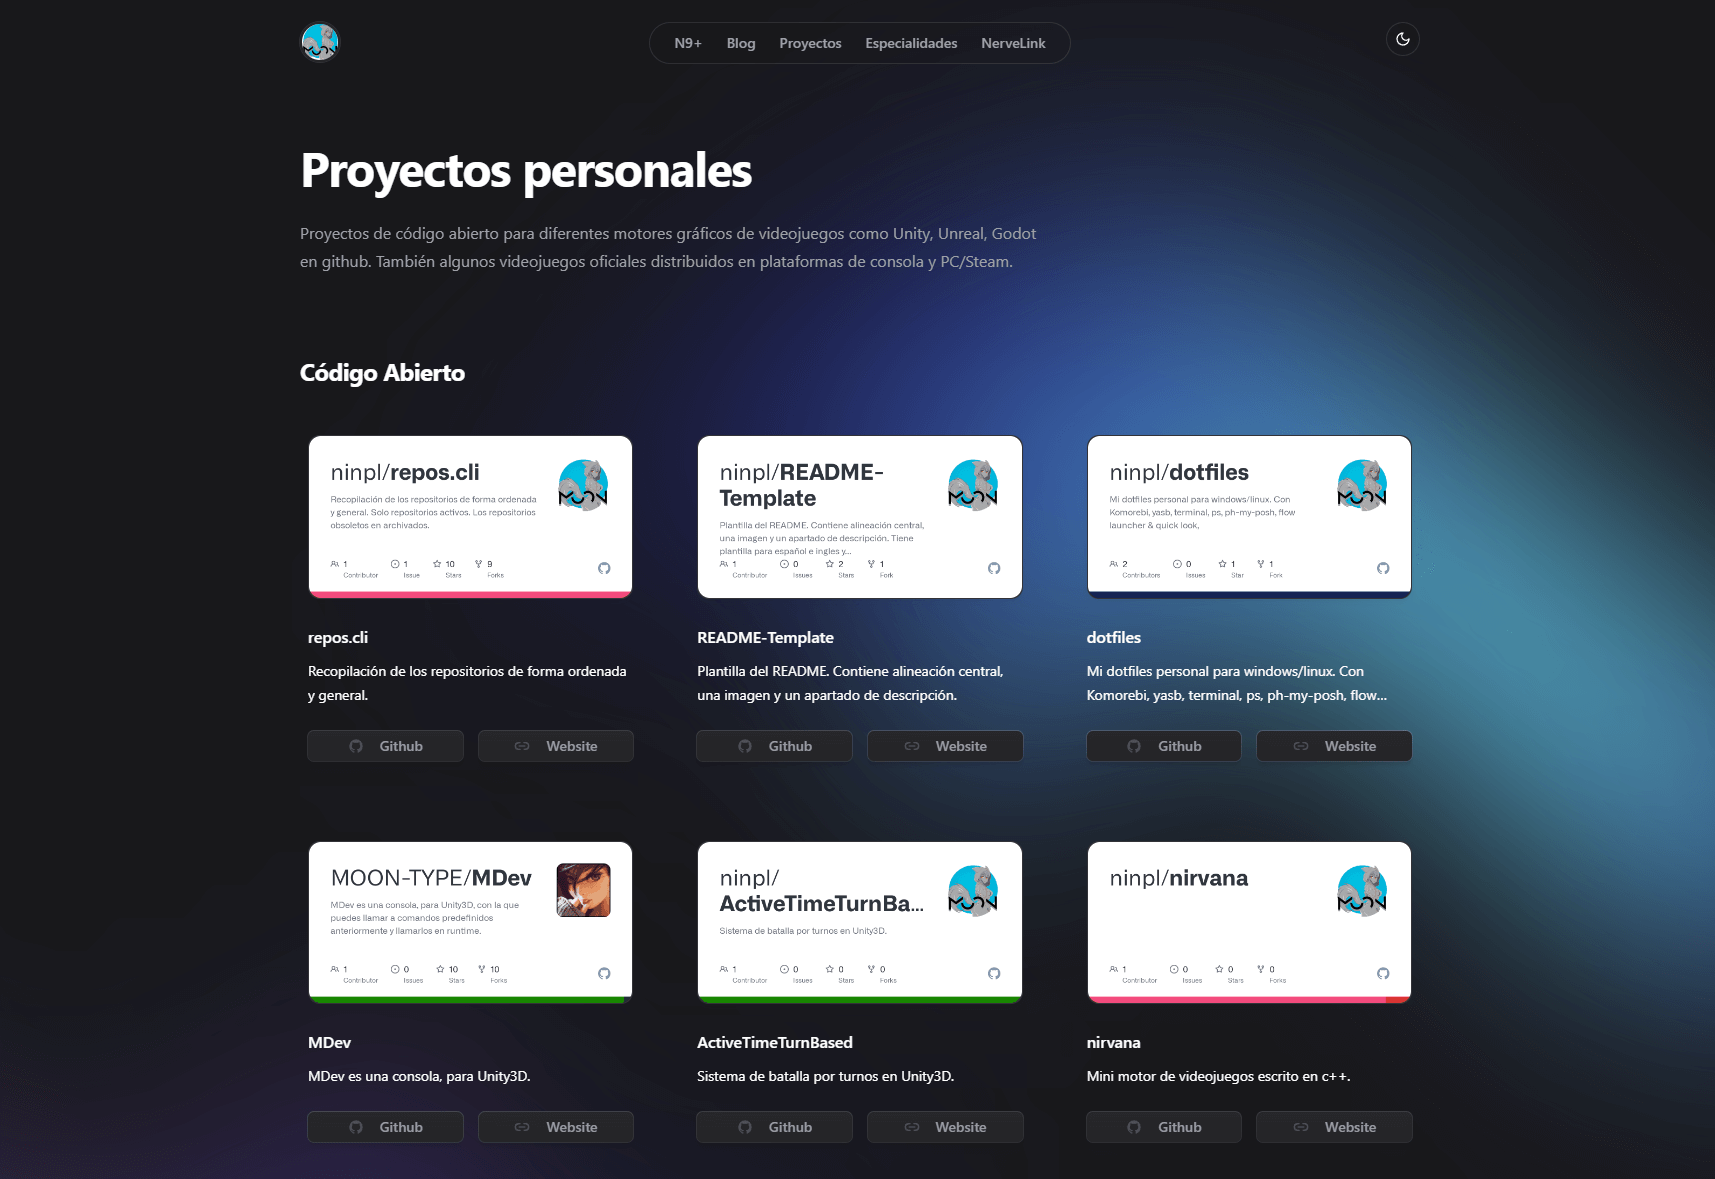 N9+ Blog Proyectos Especialidades NerveLink
Proyectos personales
Proyectos de código abierto para diferentes motores gráficos de videojuegos como Unity, Unreal, Godot
en github. También algunos videojuegos oficiales distribuidos en plataformas de consola y PC/Steam.
Código Abierto
ninpl/repos.cli
Recopilación de los repositorios de forma ordenada
y general. Solo repositorios activos. Los repositorios
obsoletos en archivados.
1 Contributor 1 Issue 10 Stars 9 Forks
repos.cli
Recopilación de los repositorios de forma ordenada
y general.
Github Website
ninpl/README-
Template
Plantilla del README. Contiene alineación central,
una imagen y un apartado de descripción. Tiene
plantilla para español e ingles y...
1 Contributor 0 Issues 2 Stars 1 Fork
README-Template
Plantilla del README. Contiene alineación central,
una imagen y un apartado de descripción.
Github Website
ninpl/dotfiles
Mi dotfiles personal para windows/linux. Con
Komorebi, yasb, terminal, ps, ph-my-posh, flow
launcher & quick look,
2 Contributors 0 Issues 1 Star 1 Fork
dotfiles
Mi dotfiles personal para windows/linux. Con
Komorebi, yasb, terminal, ps, ph-my-posh, flow...
Github Website
MOON-TYPE/MDev
MDev es una consola, para Unity3D, con la que
puedes llamar a comandos predefinidos
anteriormente y llamarlos en runtime.
1 Contributor 0 Issues 10 Stars 10 Forks
MDev
MDev es una consola, para Unity3D.
Github Website
ninpl/
ActiveTimeTurnBa...
Sistema de batalla por turnos en Unity3D.
1 Contributor 0 Issues 0 Stars 0 Forks
ActiveTimeTurnBased
Sistema de batalla por turnos en Unity3D.
Github Website
ninpl/nirvana
1 Contributor 0 Issues 0 Stars 0 Forks
nirvana
Mini motor de videojuegos escrito en c++.
Github Website